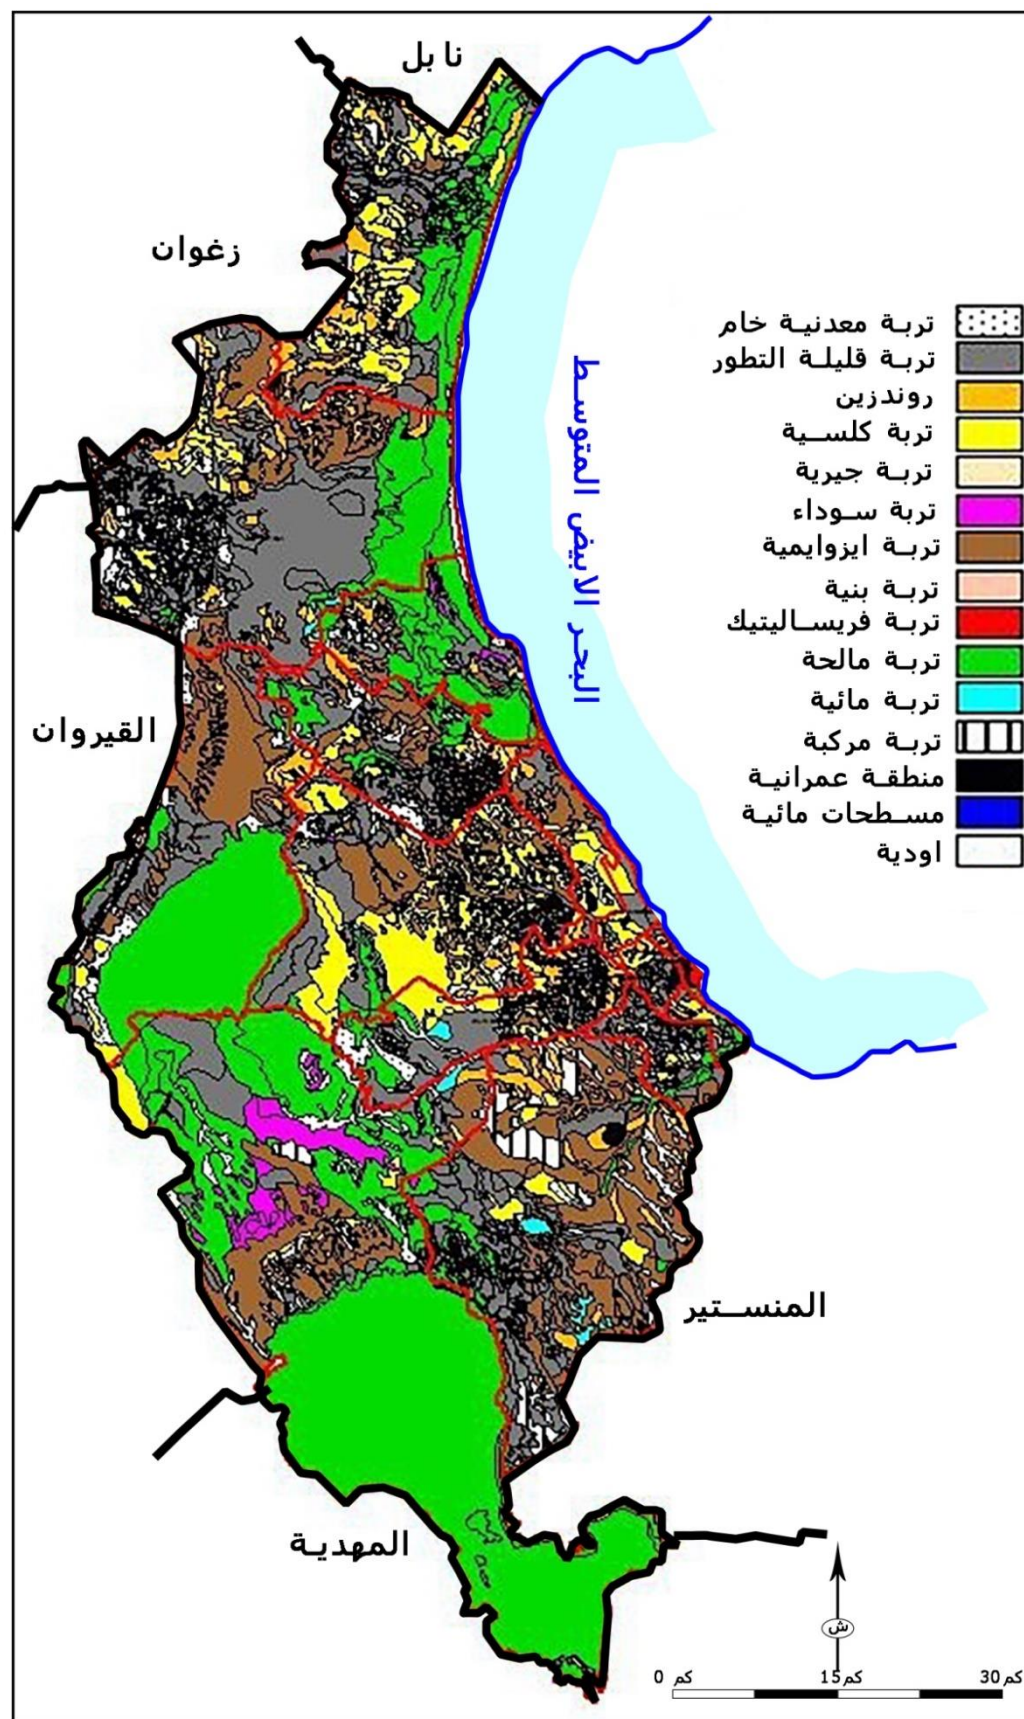 نابل
زغوان
تربة معدنية خام
تربة قليلة التطور
روندزين
تربة كلسية
تربة جيرية
تربة سوداء
تربة ايزوايمية
تربة بنية
تربة فريساليتيك
تربة مالحة
تربة مائية
تربة مركبة
منطقة عمرانية
مسطحات مائية
اودية
البحر الابيض المتوسط
القيروان
المنستير
المهدية
ش
0 كم 15كم 30كم